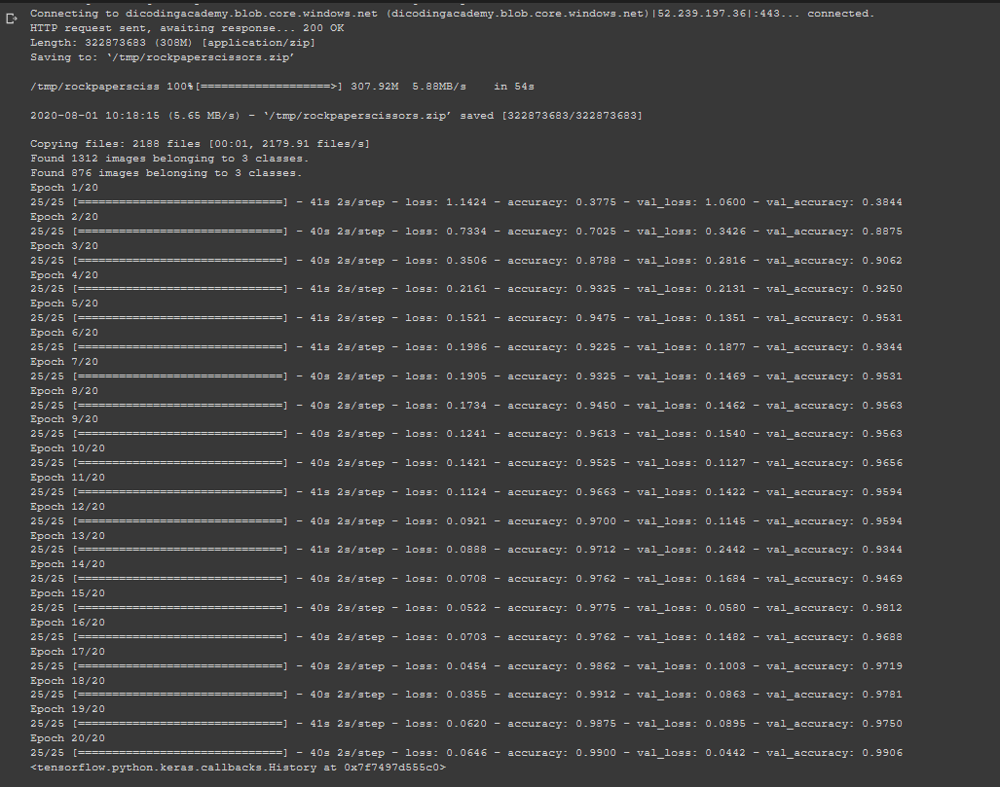 Connecting to dicodingacademy.blob.core.windows.net (dicodingacademy.blob.core.windows.net)|52.239.197.36|:443... connected.
HTTP request sent, awaiting response... 200 OK
Length: 322873683 (308M) [application/zip]
Saving to: ‘/tmp/rockpaperscissors.zip’
/tmp/rockpapersciss 100%[===================>] 307.92M  5.88MB/s    in 54s
2020-08-01 10:18:15 (5.65 MB/s) - ‘/tmp/rockpaperscissors.zip’ saved [322873683/322873683]
Copying files: 2188 files [00:01, 2179.91 files/s]
Found 1312 images belonging to 3 classes.
Found 876 images belonging to 3 classes.
Epoch 1/20
25/25 [==============================] - 41s 2s/step - loss: 1.1424 - accuracy: 0.3775 - val_loss: 1.0600 - val_accuracy: 0.3844
Epoch 2/20
25/25 [==============================] - 40s 2s/step - loss: 0.7334 - accuracy: 0.7025 - val_loss: 0.3426 - val_accuracy: 0.8875
Epoch 3/20
25/25 [==============================] - 40s 2s/step - loss: 0.3506 - accuracy: 0.8788 - val_loss: 0.2816 - val_accuracy: 0.9062
Epoch 4/20
25/25 [==============================] - 41s 2s/step - loss: 0.2161 - accuracy: 0.9325 - val_loss: 0.2131 - val_accuracy: 0.9250
Epoch 5/20
25/25 [==============================] - 41s 2s/step - loss: 0.1521 - accuracy: 0.9475 - val_loss: 0.1351 - val_accuracy: 0.9531
Epoch 6/20
25/25 [==============================] - 41s 2s/step - loss: 0.1986 - accuracy: 0.9225 - val_loss: 0.1877 - val_accuracy: 0.9344
Epoch 7/20
25/25 [==============================] - 40s 2s/step - loss: 0.1905 - accuracy: 0.9325 - val_loss: 0.1469 - val_accuracy: 0.9531
Epoch 8/20
25/25 [==============================] - 40s 2s/step - loss: 0.1734 - accuracy: 0.9450 - val_loss: 0.1462 - val_accuracy: 0.9563
Epoch 9/20
25/25 [==============================] - 40s 2s/step - loss: 0.1241 - accuracy: 0.9613 - val_loss: 0.1540 - val_accuracy: 0.9563
Epoch 10/20
25/25 [==============================] - 40s 2s/step - loss: 0.1421 - accuracy: 0.9525 - val_loss: 0.1127 - val_accuracy: 0.9656
Epoch 11/20
25/25 [==============================] - 41s 2s/step - loss: 0.1124 - accuracy: 0.9663 - val_loss: 0.1422 - val_accuracy: 0.9594
Epoch 12/20
25/25 [==============================] - 40s 2s/step - loss: 0.0921 - accuracy: 0.9700 - val_loss: 0.1145 - val_accuracy: 0.9594
Epoch 13/20
25/25 [==============================] - 41s 2s/step - loss: 0.0888 - accuracy: 0.9712 - val_loss: 0.2442 - val_accuracy: 0.9344
Epoch 14/20
25/25 [==============================] - 40s 2s/step - loss: 0.0708 - accuracy: 0.9762 - val_loss: 0.1684 - val_accuracy: 0.9469
Epoch 15/20
25/25 [==============================] - 40s 2s/step - loss: 0.0522 - accuracy: 0.9775 - val_loss: 0.0580 - val_accuracy: 0.9812
Epoch 16/20
25/25 [==============================] - 40s 2s/step - loss: 0.0703 - accuracy: 0.9762 - val_loss: 0.1482 - val_accuracy: 0.9688
Epoch 17/20
25/25 [==============================] - 40s 2s/step - loss: 0.0454 - accuracy: 0.9862 - val_loss: 0.1003 - val_accuracy: 0.9719
Epoch 18/20
25/25 [==============================] - 40s 2s/step - loss: 0.0355 - accuracy: 0.9912 - val_loss: 0.0863 - val_accuracy: 0.9781
Epoch 19/20
25/25 [==============================] - 41s 2s/step - loss: 0.0620 - accuracy: 0.9875 - val_loss: 0.0895 - val_accuracy: 0.9750
Epoch 20/20
25/25 [==============================] - 40s 2s/step - loss: 0.0646 - accuracy: 0.9900 - val_loss: 0.0442 - val_accuracy: 0.9906
<tensorflow.python.keras.callbacks.History at 0x7f7497d555c0>